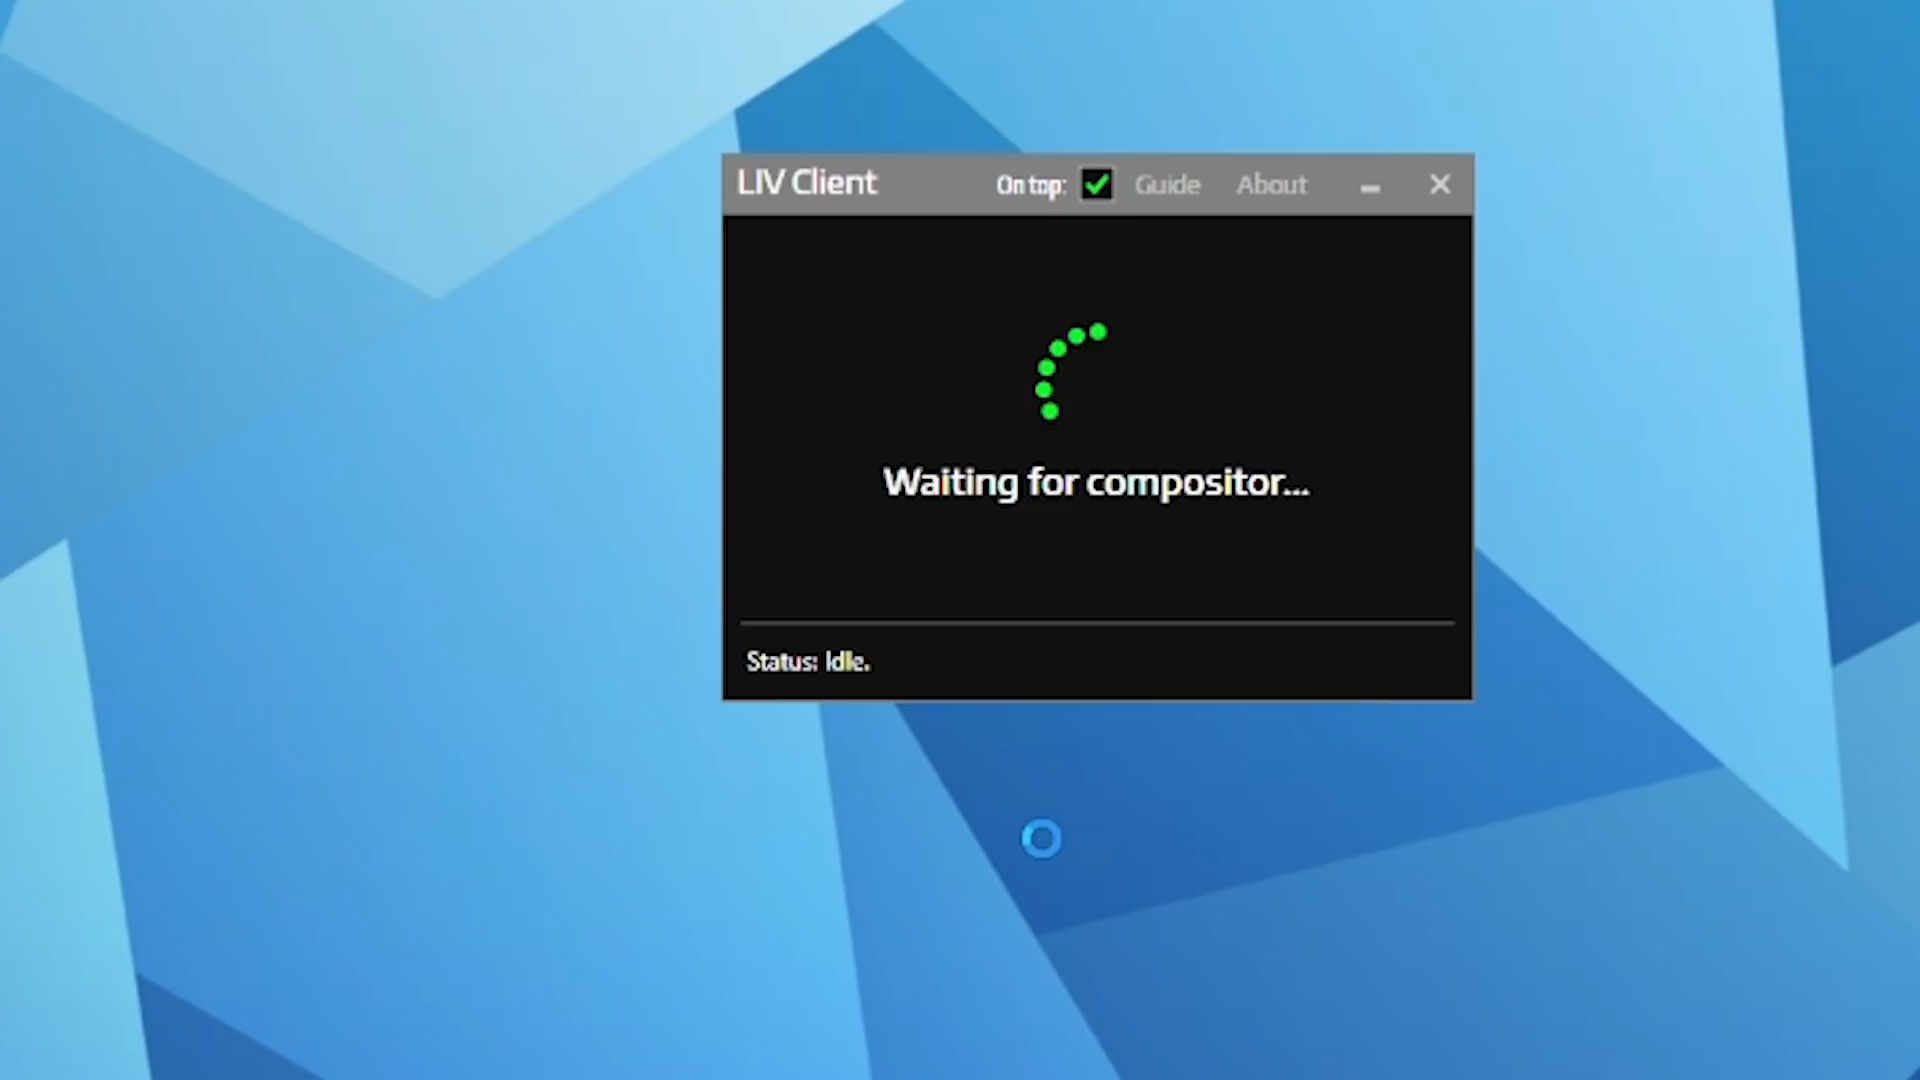 LIV Client
On top:
Guide
About
Waiting for compositor...
Status: Idle.